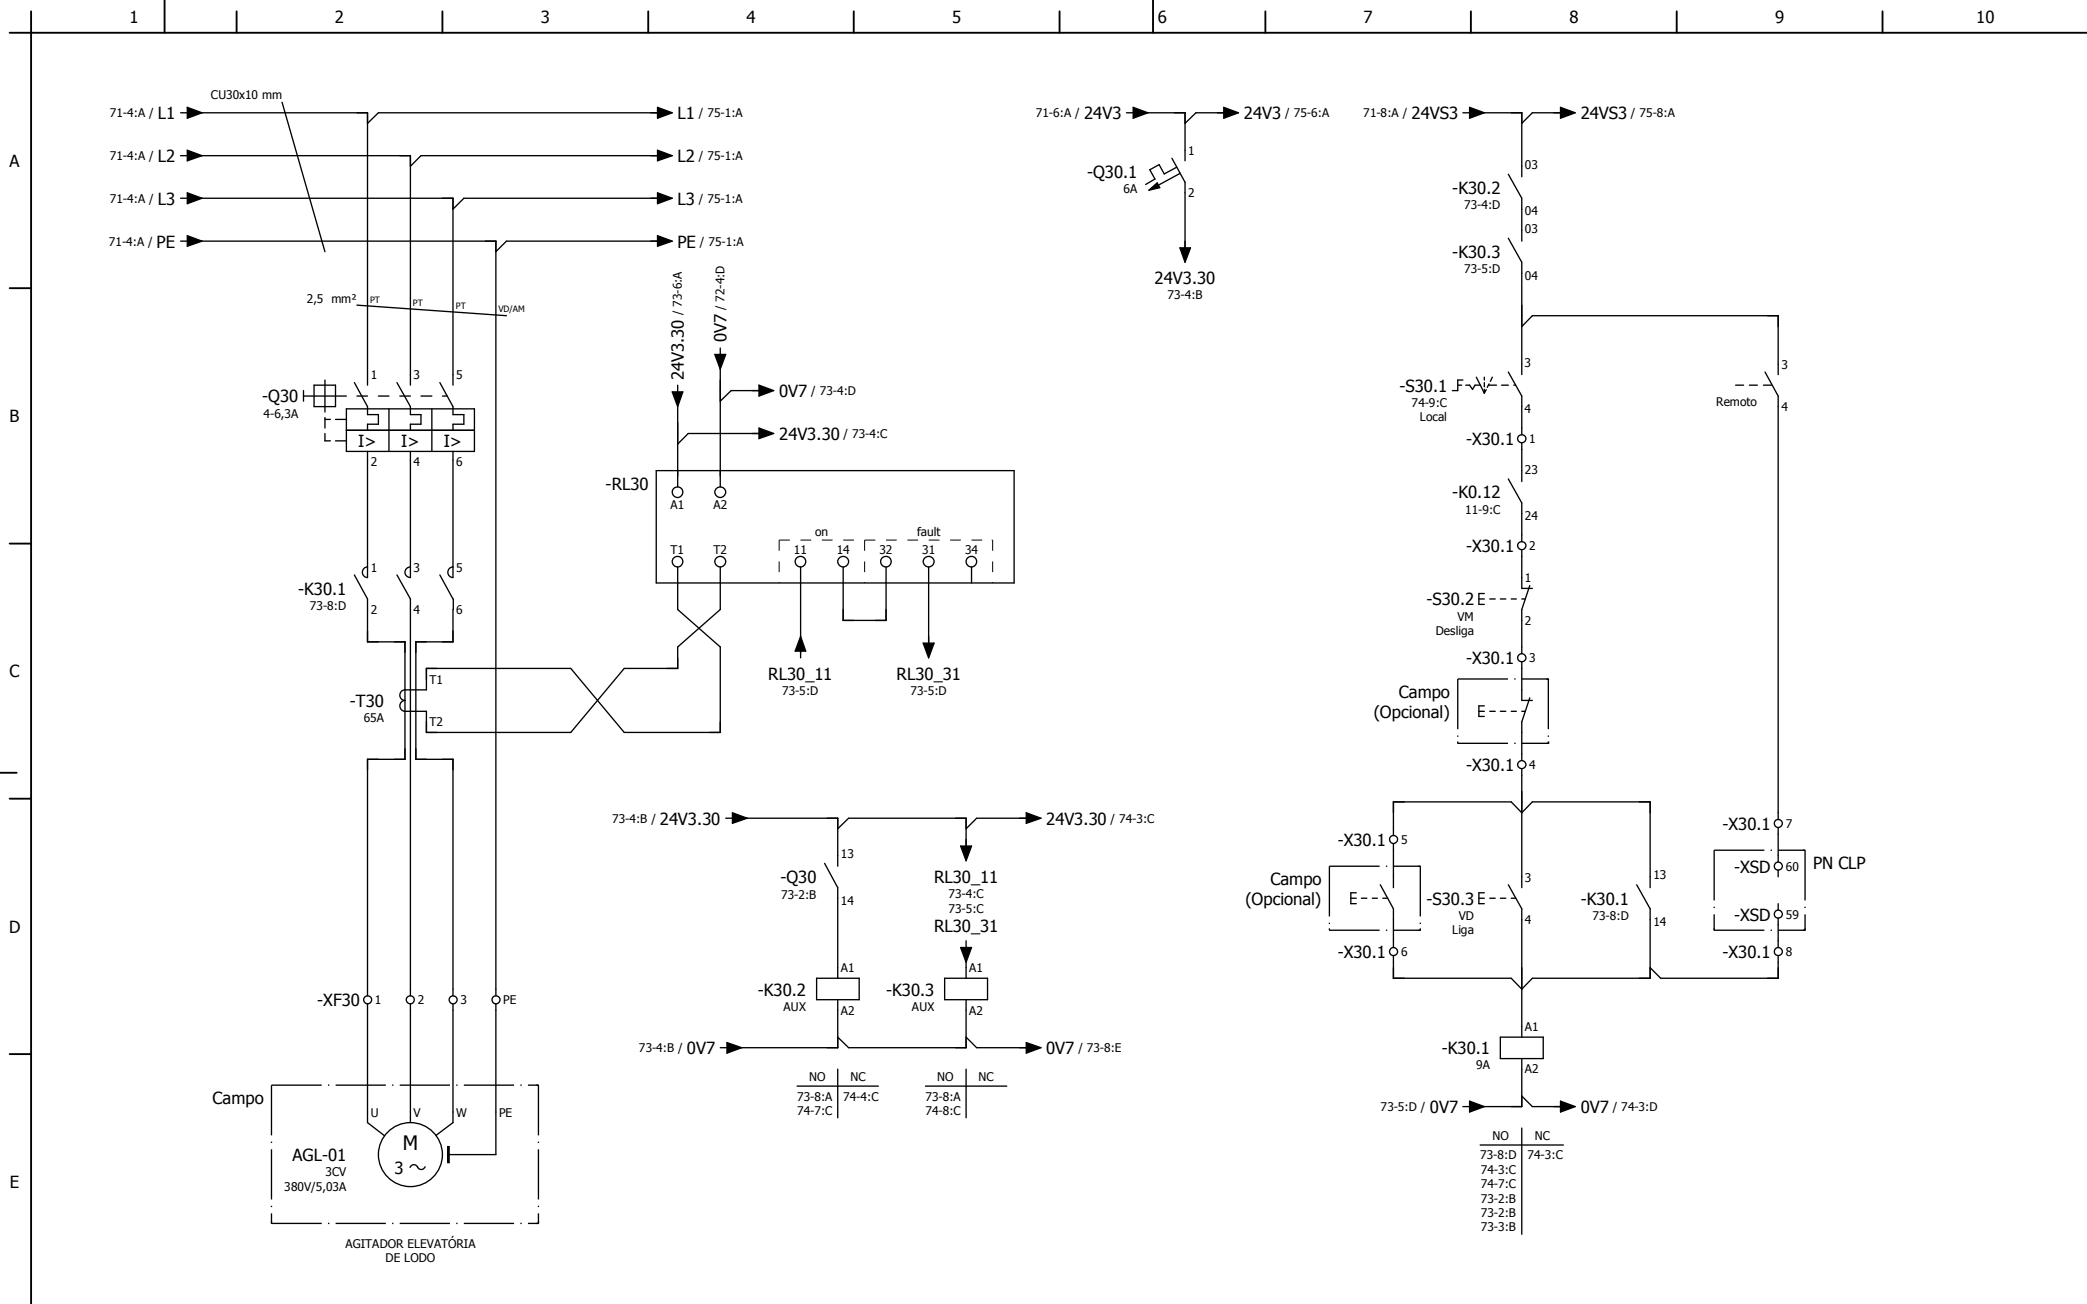 1 2 3 4 5 6 7 8 9 10
A
B
C
D
E
CU30x10 mm
71-4:A / L1
L1 / 75-1:A
71-4:A / L2
L2 / 75-1:A
71-4:A / L3
L3 / 75-1:A
71-4:A / PE
PE / 75-1:A
2,5 mm²
PT
PT
PT
VD/AM
-Q30
4-6,3A
1 3 5
I> I> I>
2 4 6
-K30.1
73-8:D
1 3 5
2 4 6
-T30
65A
T1
T2
-XF30 1 2 3 PE
Campo
U V W PE
M
3 ~
AGL-01
3CV
380V/5,03A
AGITADOR ELEVATÓRIA
DE LODO
24V3.30 / 73-6:A
0V7 / 72-4:D
0V7 / 73-4:D
24V3.30 / 73-4:C
-RL30
A1 A2
on
fault
T1 T2 11 14 32 31 34
RL30_11
73-5:D
RL30_31
73-5:D
73-4:B / 24V3.30
24V3.30 / 74-3:C
13
-Q30
73-2:B
14
RL30_11
73-4:C
73-5:C
RL30_31
A1
-K30.2
AUX
A2
A1
-K30.3
AUX
A2
73-4:B / 0V7
0V7 / 73-8:E
NO NC
73-8:A 74-4:C
74-7:C
NO NC
73-8:A
74-8:C
71-6:A / 24V3
24V3 / 75-6:A
1
-Q30.1
6A
2
24V3.30
73-4:B
71-8:A / 24VS3
24VS3 / 75-8:A
03
-K30.2
73-4:D
04
03
-K30.3
73-5:D
04
3
-S30.1
74-9:C
Local
4
-X30.1 1
23
-K0.12
11-9:C
24
-X30.1 2
1
-S30.2 E
VM
Desliga
2
-X30.1 3
Campo
(Opcional)
E
-X30.1 4
-X30.1 5
Campo
(Opcional)
E
-X30.1 6
3
-S30.3 E
VD
Liga
4
13
-K30.1
73-8:D
14
3
Remoto
4
-X30.1 7
-XSD 60
PN CLP
-XSD 59
-X30.1 8
A1
-K30.1
9A
A2
73-5:D / 0V7
0V7 / 74-3:D
NO NC
73-8:D 74-3:C
74-3:C
74-7:C
73-2:B
73-2:B
73-3:B